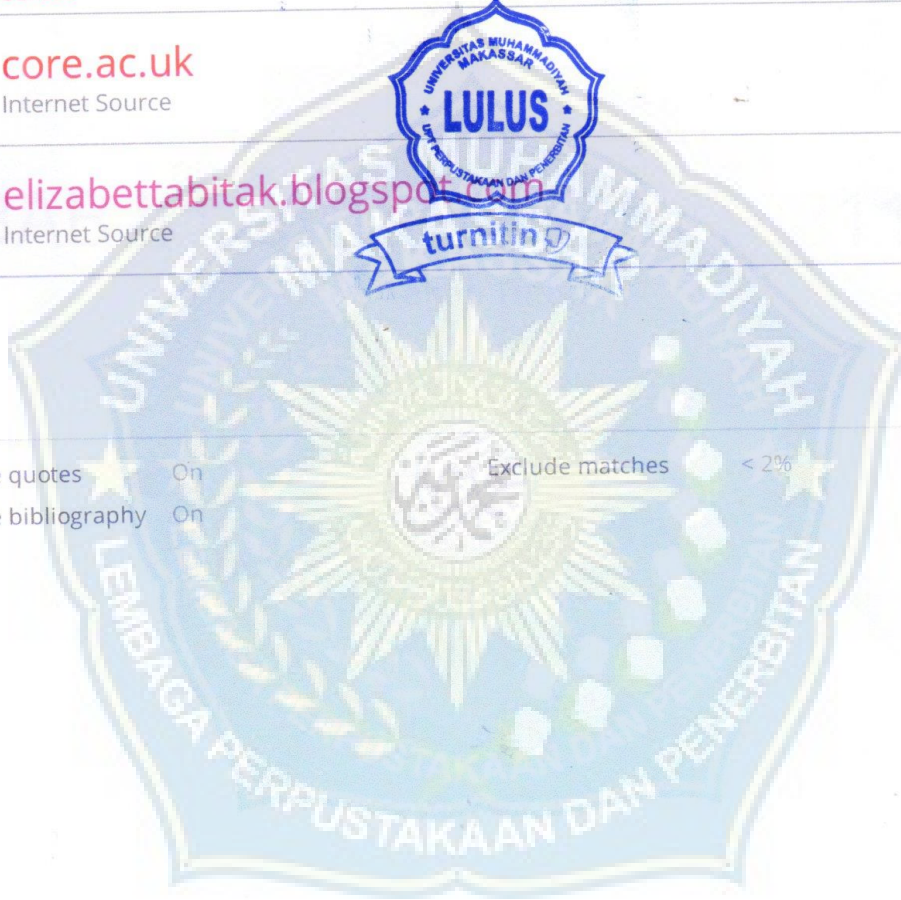 core.ac.uk
Internet Source
UNIVERSITAS MUHAMMADIYAH
MAKASSAR
LULUS
UPT PERPUSTAKAAN DAN PENERBITAN
turnitin
elizabettabitak.blogspot.com
Internet Source
UNIVERSITAS MUHAMMADIYAH
MAKASSAR
quotes On
Exclude matches < 2%
bibliography On
LEMBAGA PERPUSTAKAAN DAN PENERBITAN